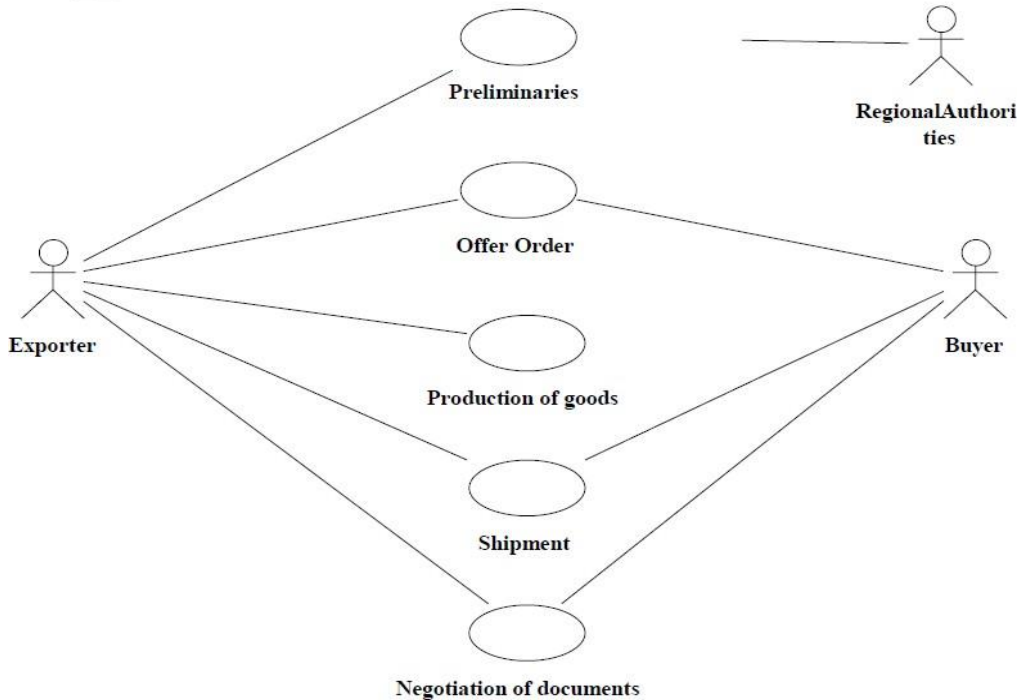 Preliminaries
RegionalAuthori
ties
Offer Order
Exporter
Buyer
Production of goods
Shipment
Negotiation of documents